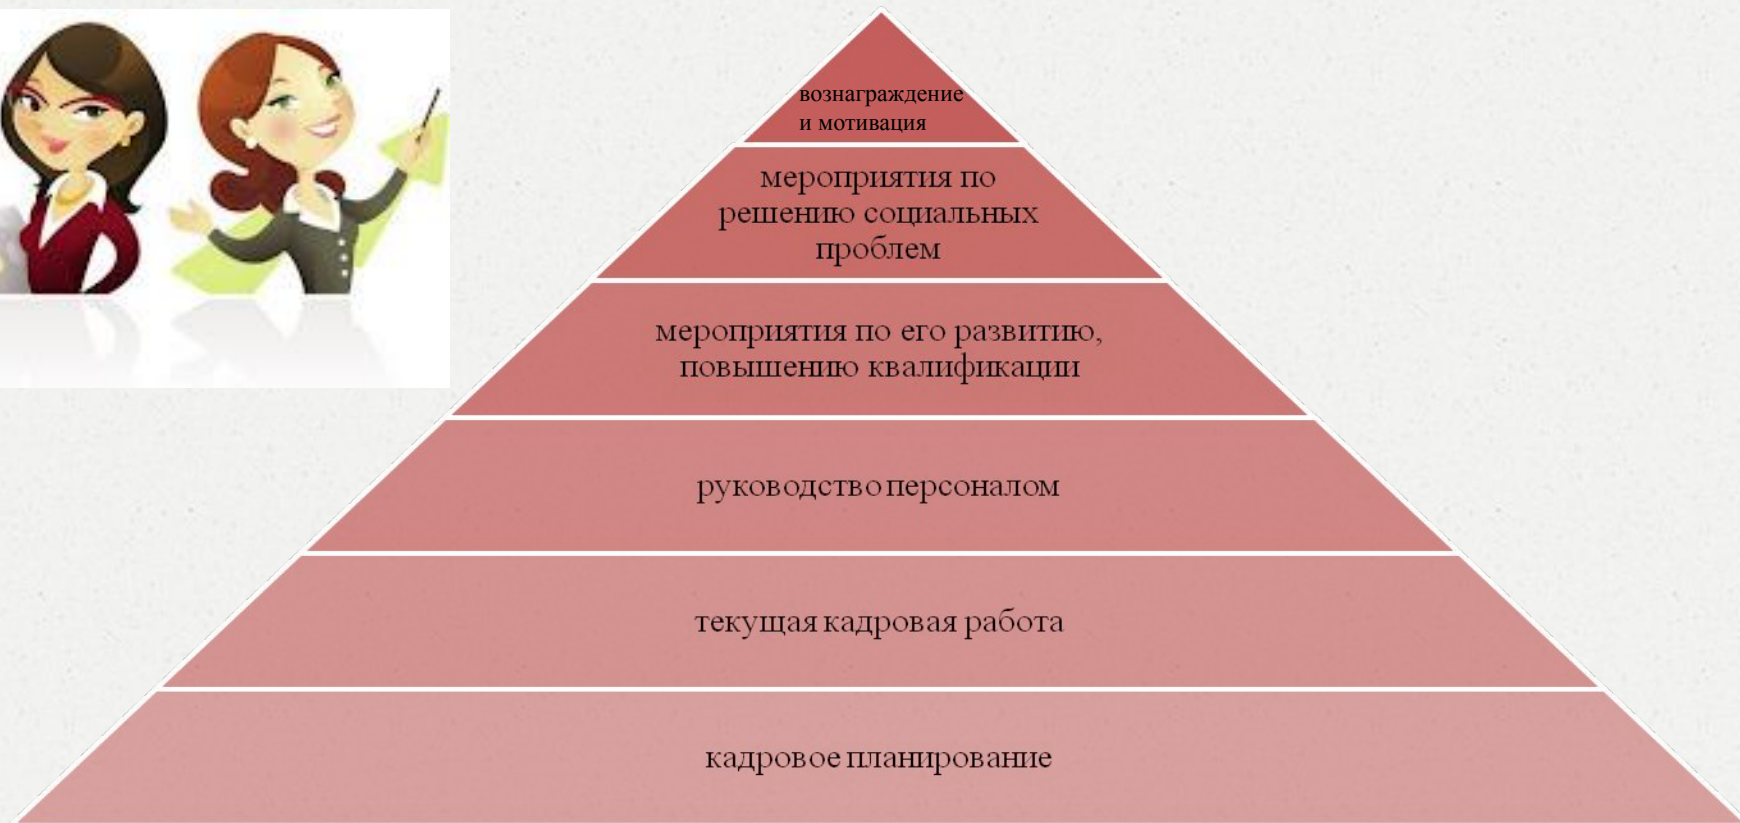 вознаграждение
и мотивация
мероприятия по
решению социальных
проблем
мероприятия по его развитию,
повышению квалификации
руководство персоналом
текущая кадровая работа
кадровое планирование